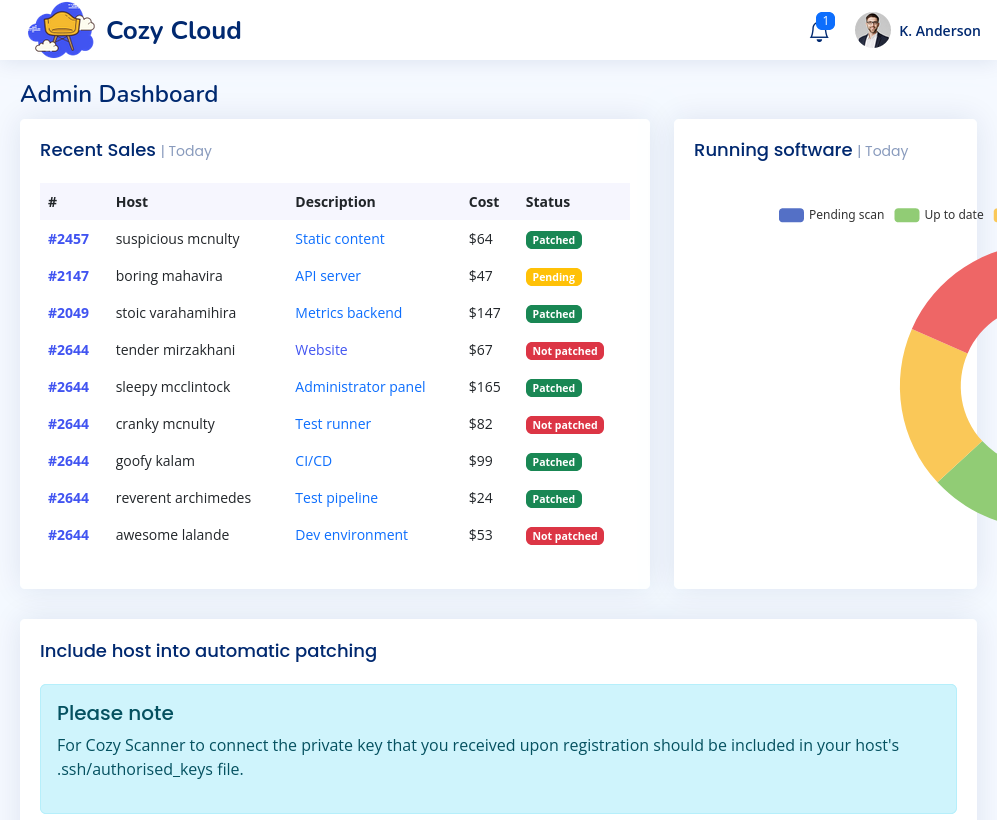 Cozy Cloud
1
K. Anderson
Admin Dashboard
Recent Sales | Today
# Host Description Cost Status
#2457 suspicious mcnulty Static content $64 Patched
#2147 boring mahavira API server $47 Pending
#2049 stoic varahamihira Metrics backend $147 Patched
#2644 tender mirzakhani Website $67 Not patched
#2644 sleepy mcclintock Administrator panel $165 Patched
#2644 cranky mcnulty Test runner $82 Not patched
#2644 goofy kalam CI/CD $99 Patched
#2644 reverent archimedes Test pipeline $24 Patched
#2644 awesome lalande Dev environment $53 Not patched
Running software | Today
Pending scan Up to date
Include host into automatic patching
Please note
For Cozy Scanner to connect the private key that you received upon registration should be included in your host's
.ssh/authorised_keys file.